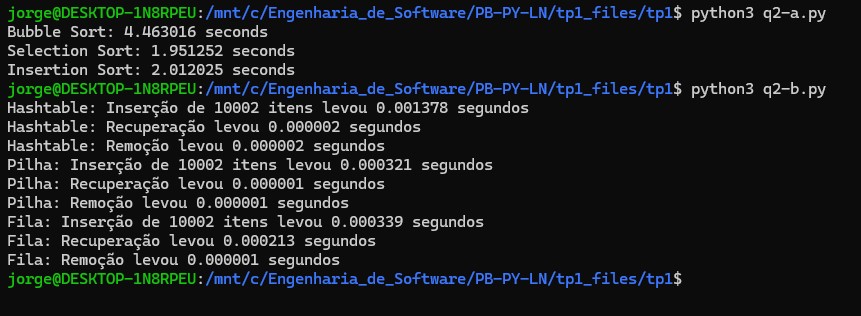 jorge@DESKTOP-1N8RPEU:/mnt/c/Engenharia_de_Software/PB-PY-LN/tp1_files/tp1$ python3 q2-a.py
Bubble Sort: 4.463016 seconds
Selection Sort: 1.951252 seconds
Insertion Sort: 2.012025 seconds
jorge@DESKTOP-1N8RPEU:/mnt/c/Engenharia_de_Software/PB-PY-LN/tp1_files/tp1$ python3 q2-b.py
Hashtable: Inserção de 10002 itens levou 0.001378 segundos
Hashtable: Recuperação levou 0.000002 segundos
Hashtable: Remoção levou 0.000002 segundos
Pilha: Inserção de 10002 itens levou 0.000321 segundos
Pilha: Recuperação levou 0.000001 segundos
Pilha: Remoção levou 0.000001 segundos
Fila: Inserção de 10002 itens levou 0.000339 segundos
Fila: Recuperação levou 0.000213 segundos
Fila: Remoção levou 0.000001 segundos
jorge@DESKTOP-1N8RPEU:/mnt/c/Engenharia_de_Software/PB-PY-LN/tp1_files/tp1$